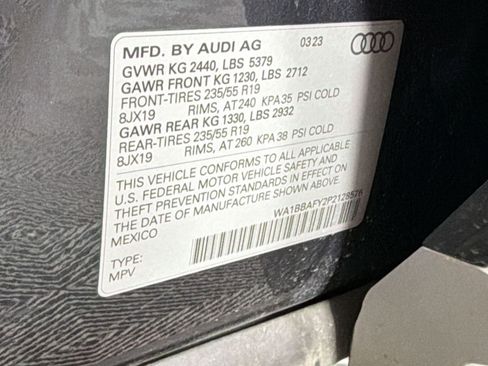 MFD. BY AUDI AG 03 23
GVWR KG 2440, LBS 5379
GAWR FRONT KG 1230, LBS 2712
FRONT-TIRES 235/55 R19
8JX19 RIMS, AT 240 KPA 35 PSI COLD
GAWR REAR KG 1330, LBS 2932
REAR-TIRES 235/55 R19
8JX19 RIMS, AT 260 KPA 38 PSI COLD
THIS VEHICLE CONFORMS TO ALL APPLICABLE
U.S. FEDERAL MOTOR VEHICLE SAFETY AND
THEFT PREVENTION STANDARDS IN EFFECT ON
THE DATE OF MANUFACTURE SHOWN ABOVE.
MEXICO WA1BBAFY2P2128576
TYPE:
MPV